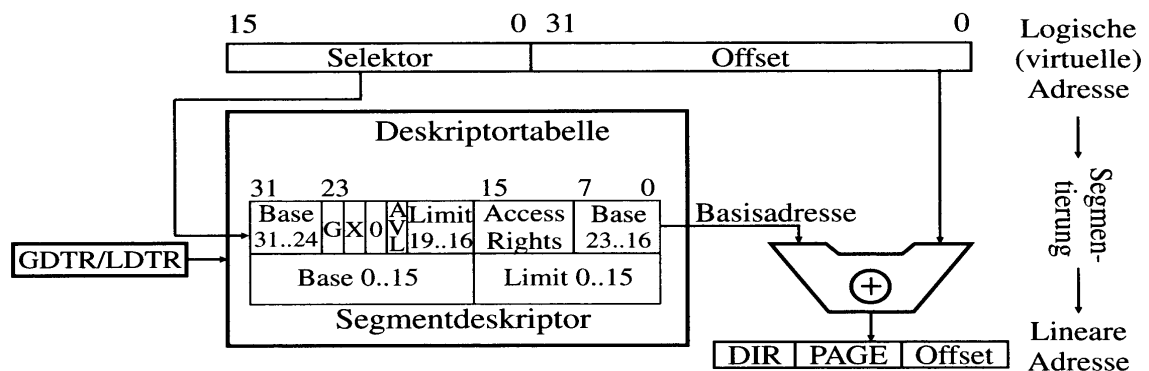 15 0 31 0
Selektor Offset
Logische
(virtuelle)
Adresse
Deskriptortabelle
31 23 15 7 0
Base
31..24
G X 0
AVL
Limit
19..16
Access
Rights
Base
23..16
Base 0..15 Limit 0..15
Segmentdeskriptor
GDTR/LDTR
Basisadresse
+
Segmen-
tierung
DIR PAGE Offset
Lineare
Adresse